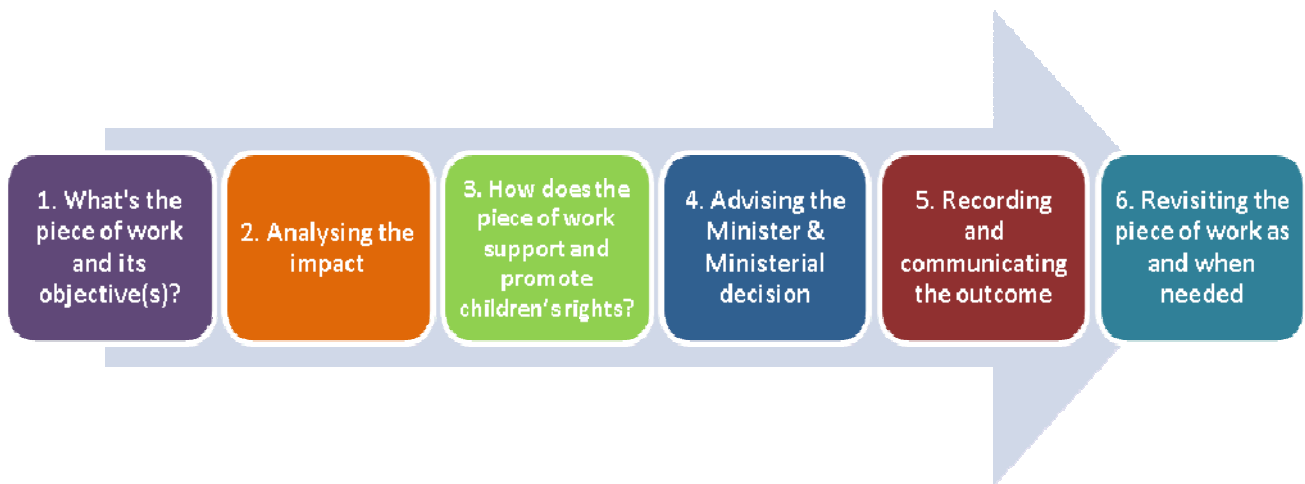 1. What's the
piece of work
and its
objective(s)?
2. Analysing the
impact
3. How does the
piece of work
support and
promote
children's rights?
4. Advising the
Minister &
Ministerial
decision
5. Recording
and
communicating
the outcome
6. Revisiting the
piece of work as
and when
needed